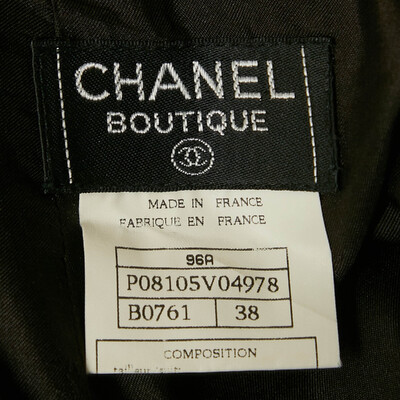 CHANEL
BOUTIQUE
MADE IN FRANCE
FABRIQUE EN FRANCE
96A
P08105V04978
B0761 38
COMPOSITION